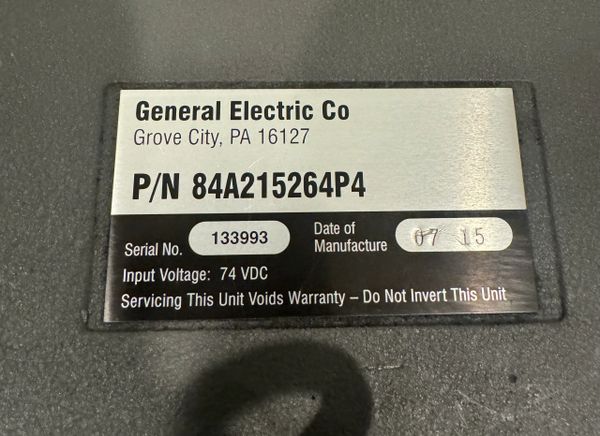 General Electric Co
Grove City, PA 16127
P/N 84A215264P4
Serial No. 133993
Date of
Manufacture 07 15
Input Voltage: 74 VDC
Servicing This Unit Voids Warranty – Do Not Invert This Unit